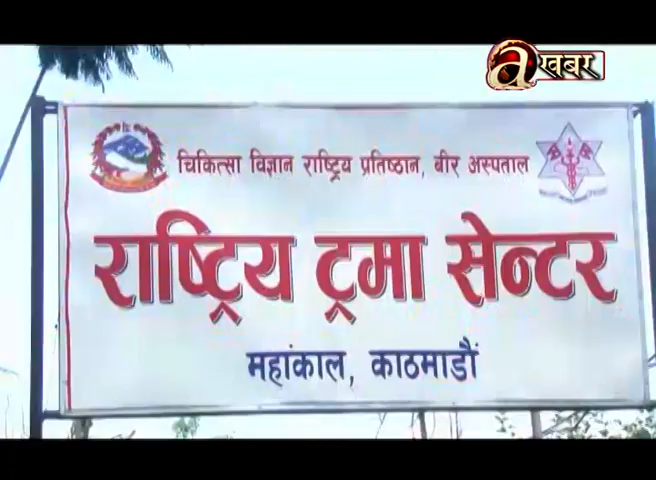 a खबर
चिकित्सा विज्ञान राष्ट्रिय प्रतिष्ठान, वीर अस्पताल
राष्ट्रिय ट्रमा सेन्टर
महांकाल, काठमाडौं